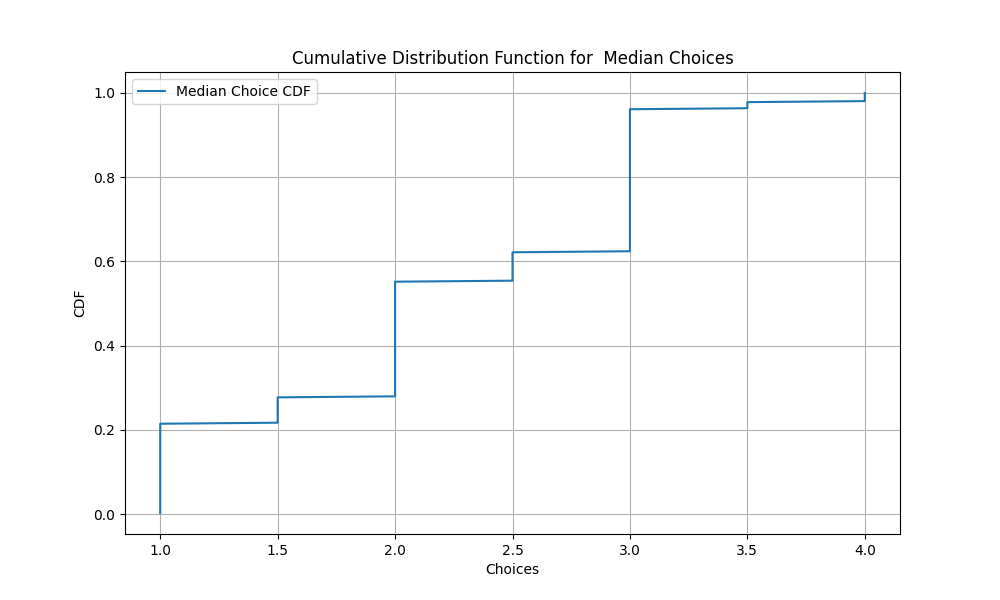 Cumulative Distribution Function for  Median Choices
Median Choice CDF
1.0
0.8
0.6
0.4
0.2
0.0
CDF
1.0 1.5 2.0 2.5 3.0 3.5 4.0
Choices